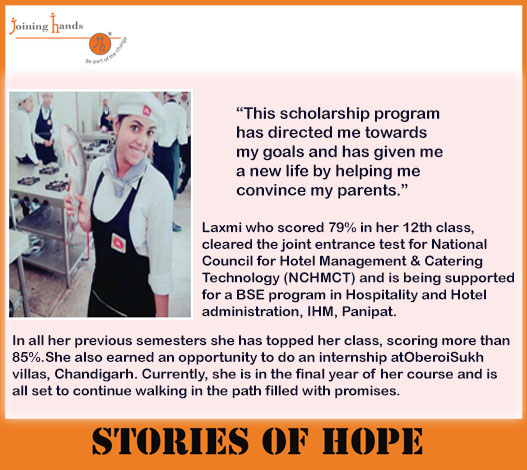 Joining hands
Be part of the change
“This scholarship program
has directed me towards
my goals and has given me
a new life by helping me
convince my parents.”
Laxmi who scored 79% in her 12th class,
cleared the joint entrance test for National
Council for Hotel Management & Catering
Technology (NCHMCT) and is being supported
for a BSE program in Hospitality and Hotel
administration, IHM, Panipat.
In all her previous semesters she has topped her class, scoring more than
85%.She also earned an opportunity to do an internship atOberoiSukh
villas, Chandigarh. Currently, she is in the final year of her course and is
all set to continue walking in the path filled with promises.
STORIES OF HOPE